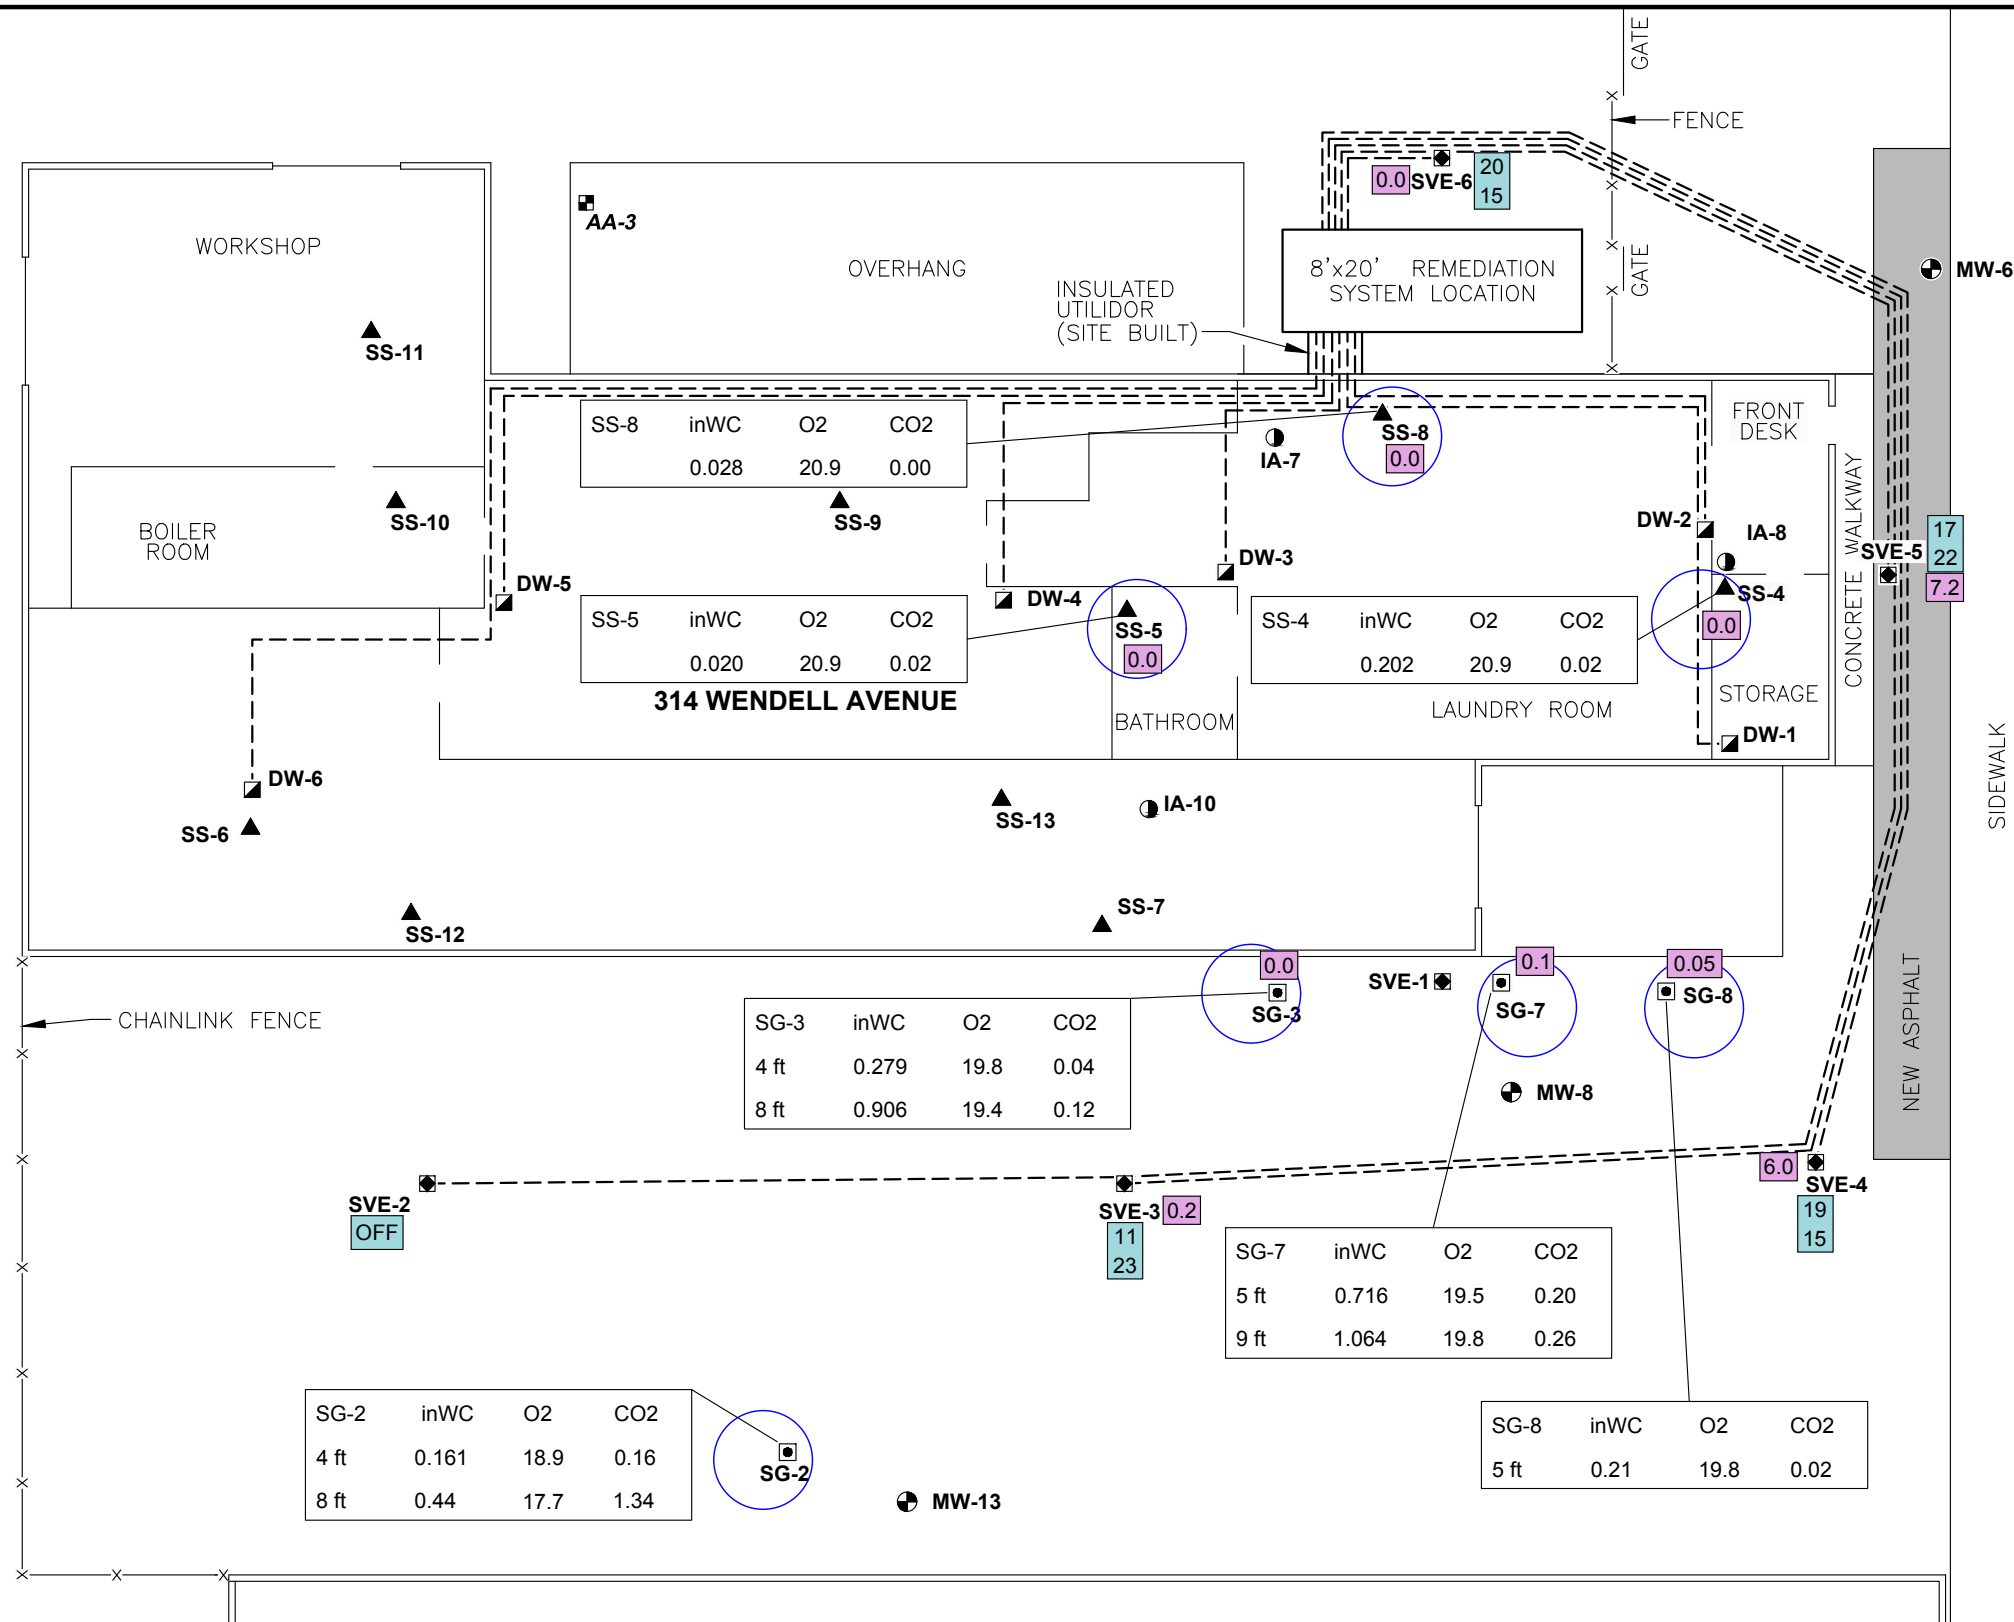 GATE
FENCE
20
0.0 SVE-6
15
AA-3
WORKSHOP
OVERHANG
8'x20' REMEDIATION
SYSTEM LOCATION
GATE
MW-6
INSULATED
UTILIDOR
(SITE BUILT)
SS-11
SS-8 inWC O2 CO2
0.028 20.9 0.00
SS-8
0.0
IA-7
FRONT
DESK
CONCRETE WALKWAY
SS-10
SS-9
BOILER
ROOM
DW-2
IA-8
17
22
7.2
SVE-5
DW-3
DW-5
DW-4
SS-4
0.0
SS-5 inWC O2 CO2
0.020 20.9 0.02
SS-5
0.0
SS-4 inWC O2 CO2
0.202 20.9 0.02
314 WENDELL AVENUE
BATHROOM
LAUNDRY ROOM
STORAGE
DW-1
SIDEWALK
DW-6
SS-6
SS-13
IA-10
SS-12
SS-7
0.0
SG-3
SVE-1
0.1
SG-7
0.05
SG-8
NEW ASPHALT
CHAINLINK FENCE
SG-3 inWC O2 CO2
4 ft 0.279 19.8 0.04
8 ft 0.906 19.4 0.12
MW-8
SVE-2
OFF
SVE-3 0.2
11
23
6.0
SVE-4
19
15
SG-7 inWC O2 CO2
5 ft 0.716 19.5 0.20
9 ft 1.064 19.8 0.26
SG-2 inWC O2 CO2
4 ft 0.161 18.9 0.16
8 ft 0.44 17.7 1.34
SG-2
MW-13
SG-8 inWC O2 CO2
5 ft 0.21 19.8 0.02